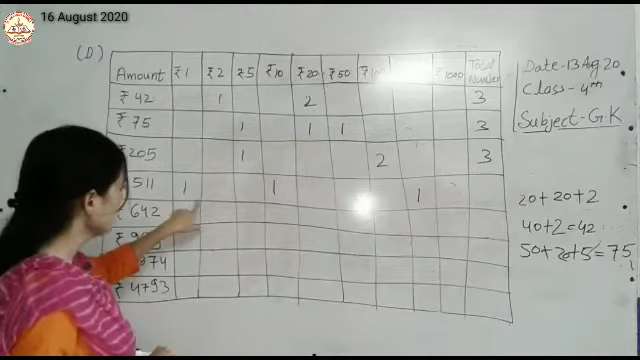 16 August 2020
(D)
Amount ₹1 ₹2 ₹5 ₹10 ₹20 ₹50 ₹1000 Total Number
₹42 1 2 3
₹75 1 1 1 3
₹205 1 2 3
511 1 1 1
₹642
974
₹4793
Date-13 Aug 20
Class-4th
Subject-G.K
20+20+2
40+2=42
50+20+5=75